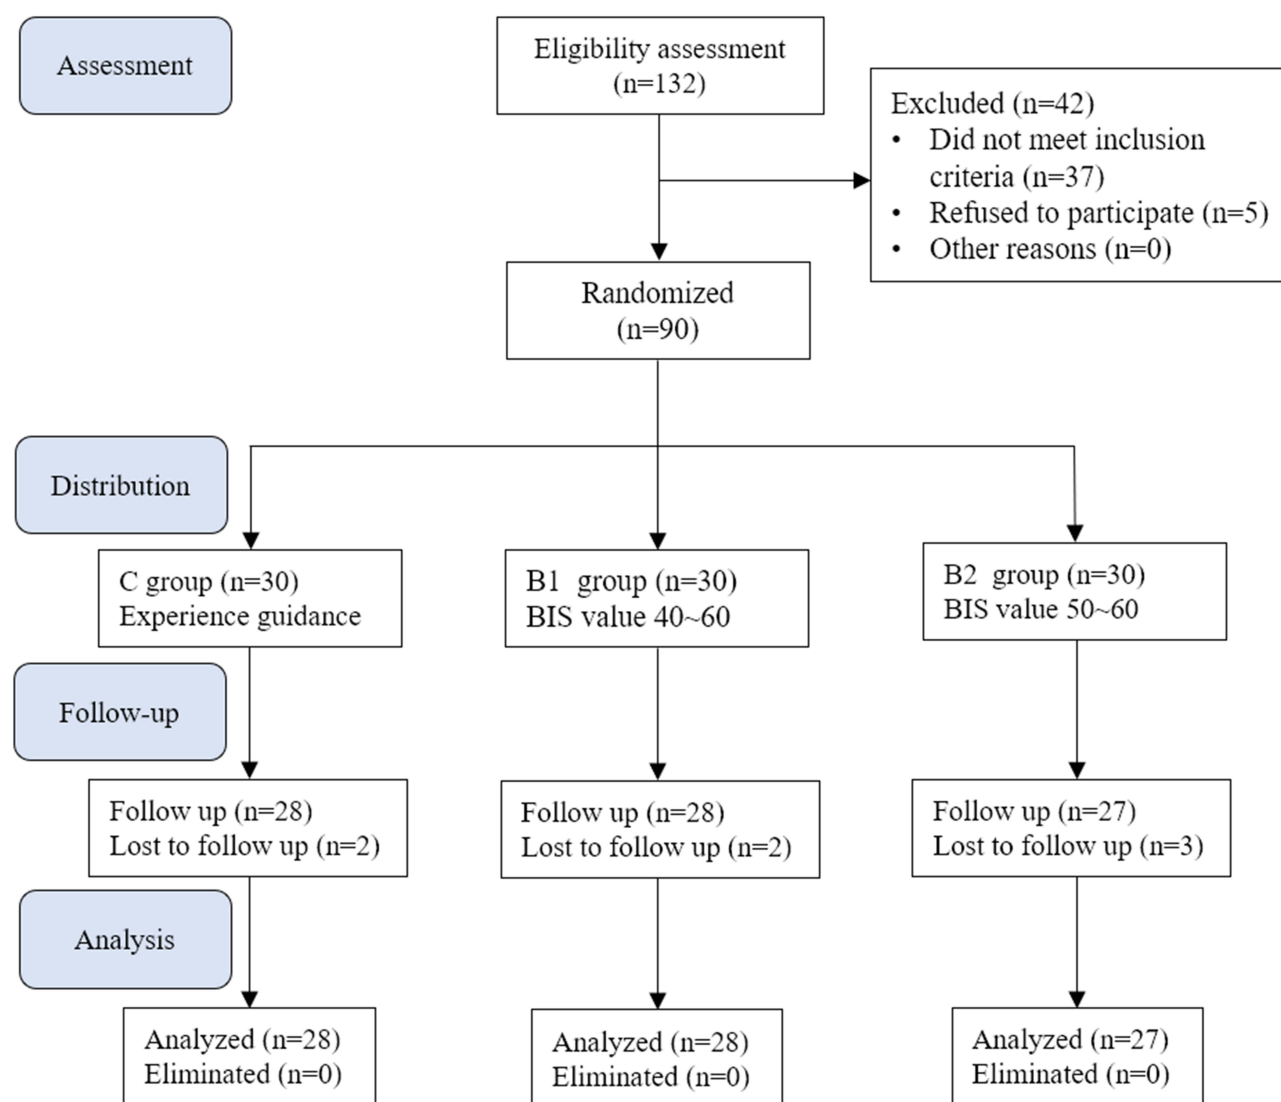 Assessment
Eligibility assessment
(n=132)
Excluded (n=42)
• Did not meet inclusion
criteria (n=37)
• Refused to participate (n=5)
• Other reasons (n=0)
Randomized
(n=90)
Distribution
C group (n=30)
Experience guidance
B1 group (n=30)
BIS value 40~60
B2 group (n=30)
BIS value 50~60
Follow-up
Follow up (n=28)
Lost to follow up (n=2)
Follow up (n=28)
Lost to follow up (n=2)
Follow up (n=27)
Lost to follow up (n=3)
Analysis
Analyzed (n=28)
Eliminated (n=0)
Analyzed (n=28)
Eliminated (n=0)
Analyzed (n=27)
Eliminated (n=0)